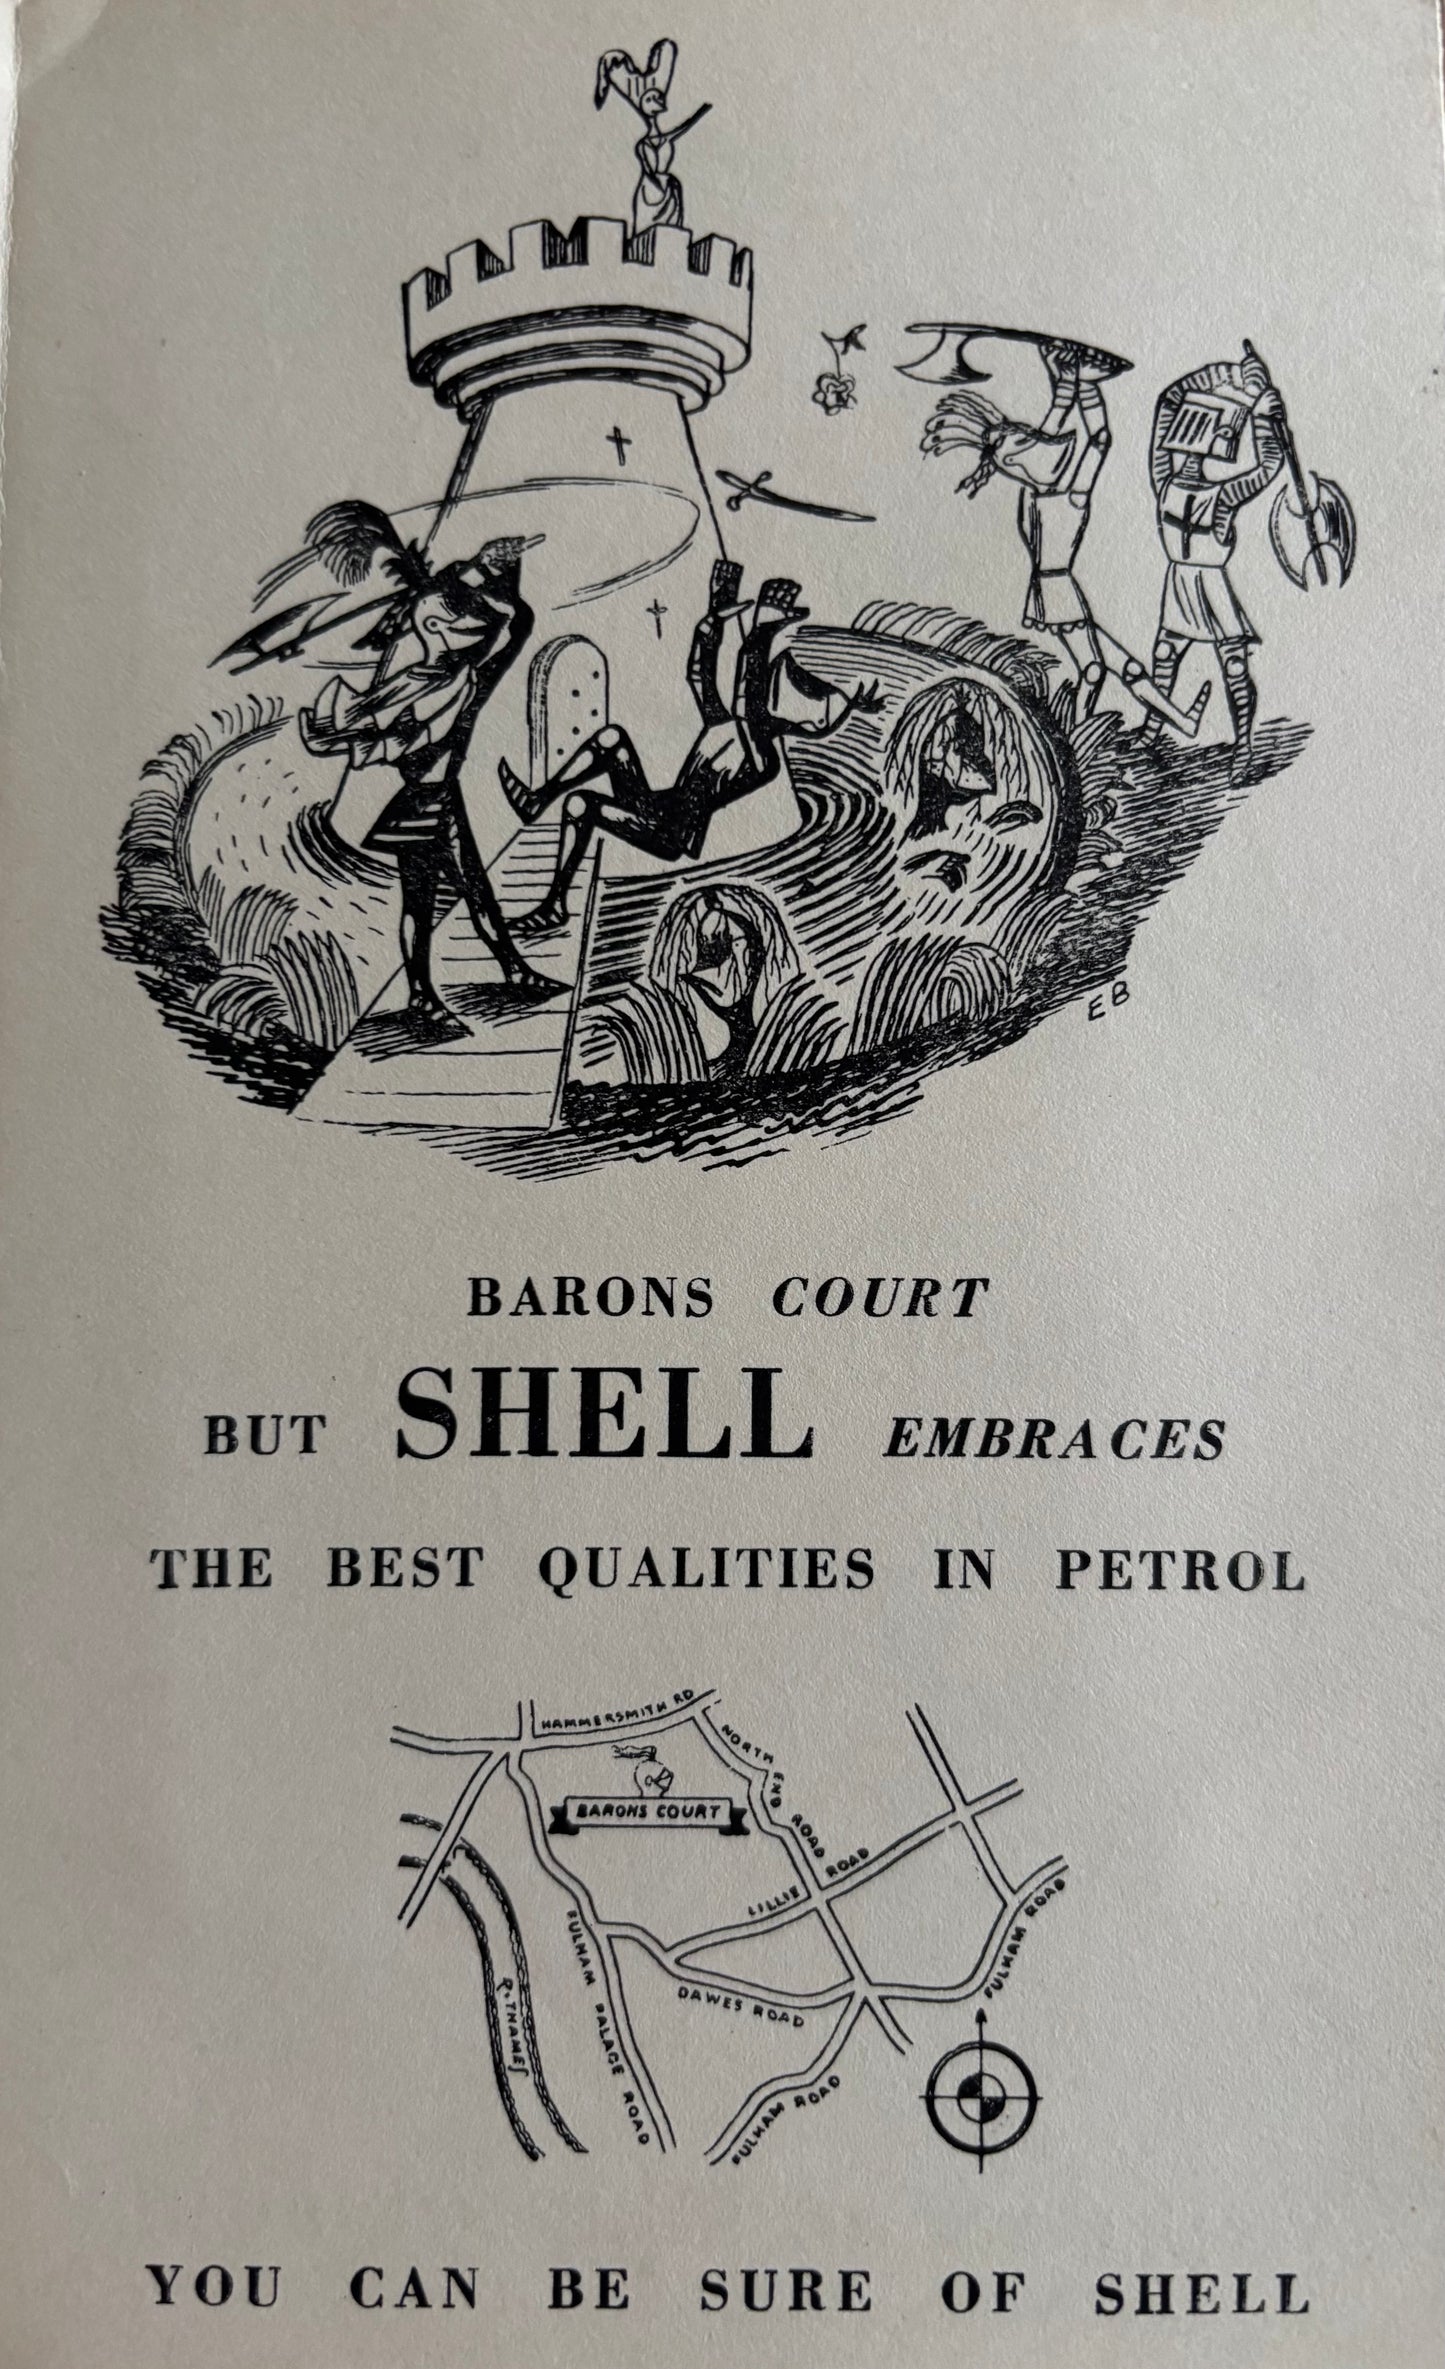 EB
BARONS COURT
BUT SHELL EMBRACES
THE BEST QUALITIES IN PETROL
HAMMERSMITH RD
NORTH END ROAD
BARONS COURT
LILLIE ROAD
FULHAM ROAD
FULHAM PALACE ROAD
DAWES ROAD
R. THAMES
FULHAM ROAD
YOU CAN BE SURE OF SHELL